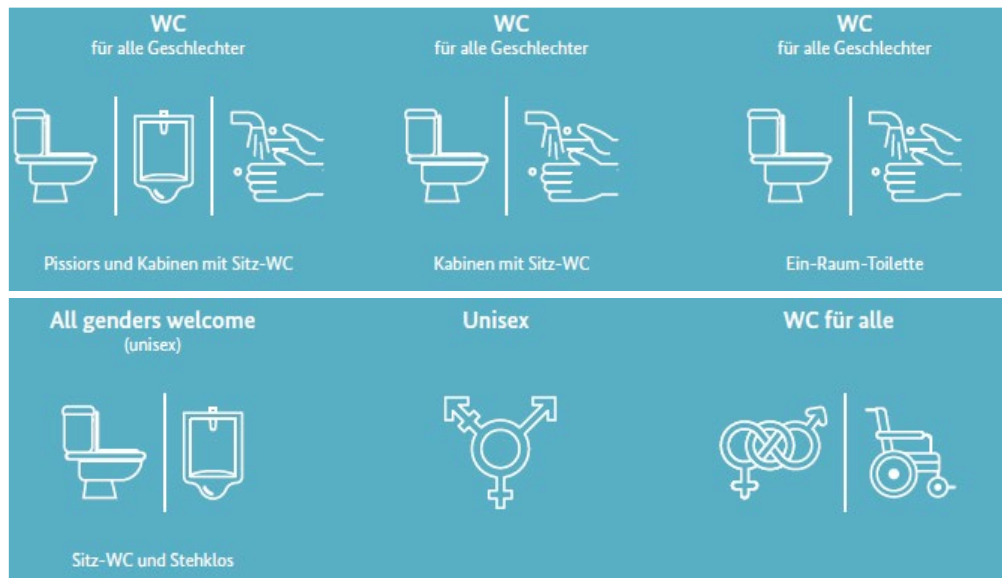 WC
für alle Geschlechter
WC
für alle Geschlechter
WC
für alle Geschlechter
Pissiors und Kabinen mit Sitz-WC
Kabinen mit Sitz-WC
Ein-Raum-Toilette
All genders welcome
(unisex)
Unisex
WC für alle
Sitz-WC und Stehklos